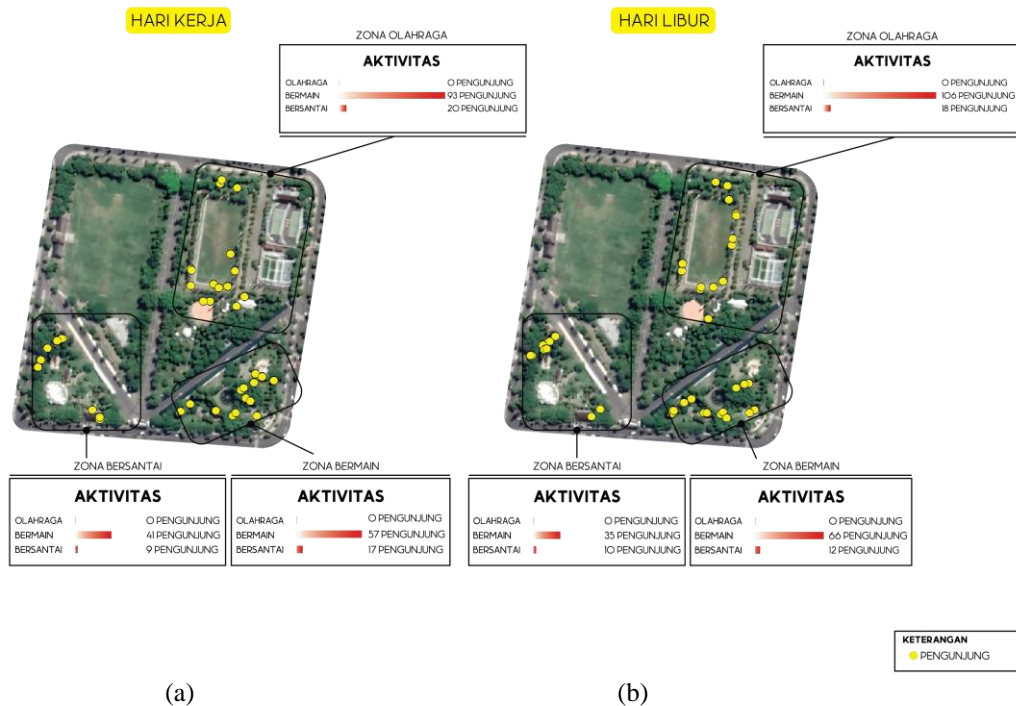 HARI KERJA
HARI LIBUR
ZONA OLAHRAGA
AKTIVITAS
OLAHRAGA 0 PENGUNJUNG
BERMAIN 93 PENGUNJUNG
BERSANTAI 20 PENGUNJUNG
ZONA OLAHRAGA
AKTIVITAS
OLAHRAGA 0 PENGUNJUNG
BERMAIN 106 PENGUNJUNG
BERSANTAI 18 PENGUNJUNG
ZONA BERSANTAI
AKTIVITAS
OLAHRAGA 0 PENGUNJUNG
BERMAIN 41 PENGUNJUNG
BERSANTAI 9 PENGUNJUNG
ZONA BERMAIN
AKTIVITAS
OLAHRAGA 0 PENGUNJUNG
BERMAIN 57 PENGUNJUNG
BERSANTAI 17 PENGUNJUNG
ZONA BERSANTAI
AKTIVITAS
OLAHRAGA 0 PENGUNJUNG
BERMAIN 35 PENGUNJUNG
BERSANTAI 10 PENGUNJUNG
ZONA BERMAIN
AKTIVITAS
OLAHRAGA 0 PENGUNJUNG
BERMAIN 66 PENGUNJUNG
BERSANTAI 12 PENGUNJUNG
KETERANGAN
PENGUNJUNG
(a)
(b)